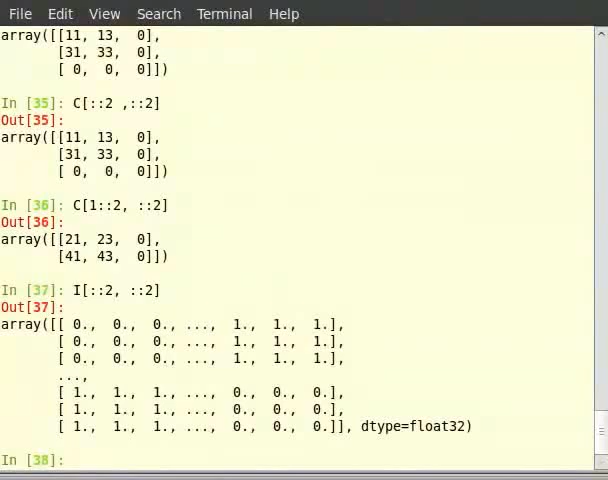 File Edit View Search Terminal Help
array([[11, 13,  0],
       [31, 33,  0],
       [ 0,  0,  0]])
In [35]: C[::2 ,::2]
Out[35]:
array([[11, 13,  0],
       [31, 33,  0],
       [ 0,  0,  0]])
In [36]: C[1::2, ::2]
Out[36]:
array([[21, 23,  0],
       [41, 43,  0]])
In [37]: I[::2, ::2]
Out[37]:
array([[ 0.,  0.,  0., ...,  1.,  1.,  1.],
       [ 0.,  0.,  0., ...,  1.,  1.,  1.],
       [ 0.,  0.,  0., ...,  1.,  1.,  1.],
       ...,
       [ 1.,  1.,  1., ...,  0.,  0.,  0.],
       [ 1.,  1.,  1., ...,  0.,  0.,  0.],
       [ 1.,  1.,  1., ...,  0.,  0.,  0.]], dtype=float32)
In [38]: